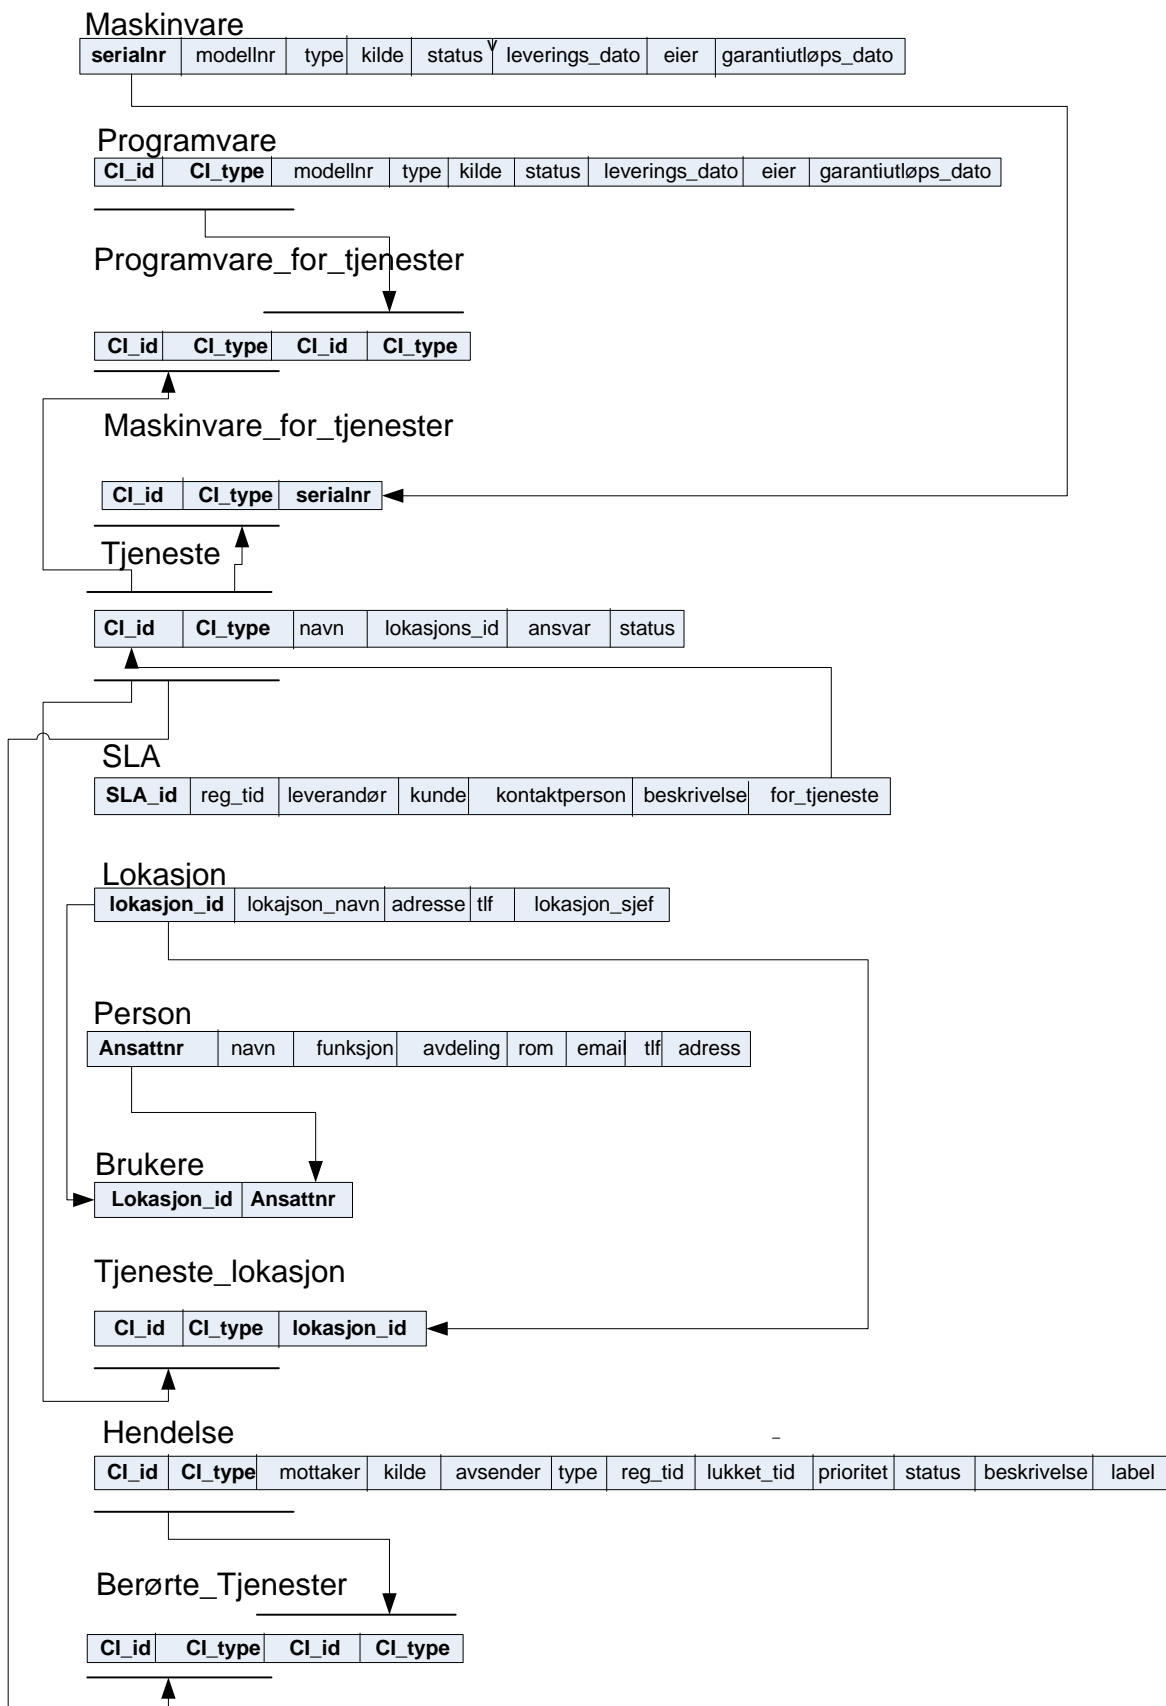 Maskinvare
serialnr modellnr type kilde status leverings_dato eier garantiutløps_dato
Programvare
CI_id CI_type modellnr type kilde status leverings_dato eier garantiutløps_dato
Programvare_for_tjenester
CI_id CI_type CI_id CI_type
Maskinvare_for_tjenester
CI_id CI_type serialnr
Tjeneste
CI_id CI_type navn lokasjons_id ansvar status
SLA
SLA_id reg_tid leverandør kunde kontaktperson beskrivelse for_tjeneste
Lokasjon
lokasjon_id lokajson_navn adresse tlf lokasjon_sjef
Person
Ansattnr navn funksjon avdeling rom email tlf adress
Brukere
Lokasjon_id Ansattnr
Tjeneste_lokasjon
CI_id CI_type lokasjon_id
Hendelse
CI_id CI_type mottaker kilde avsender type reg_tid lukket_tid prioritet status beskrivelse label
Berørte_Tjenester
CI_id CI_type CI_id CI_type